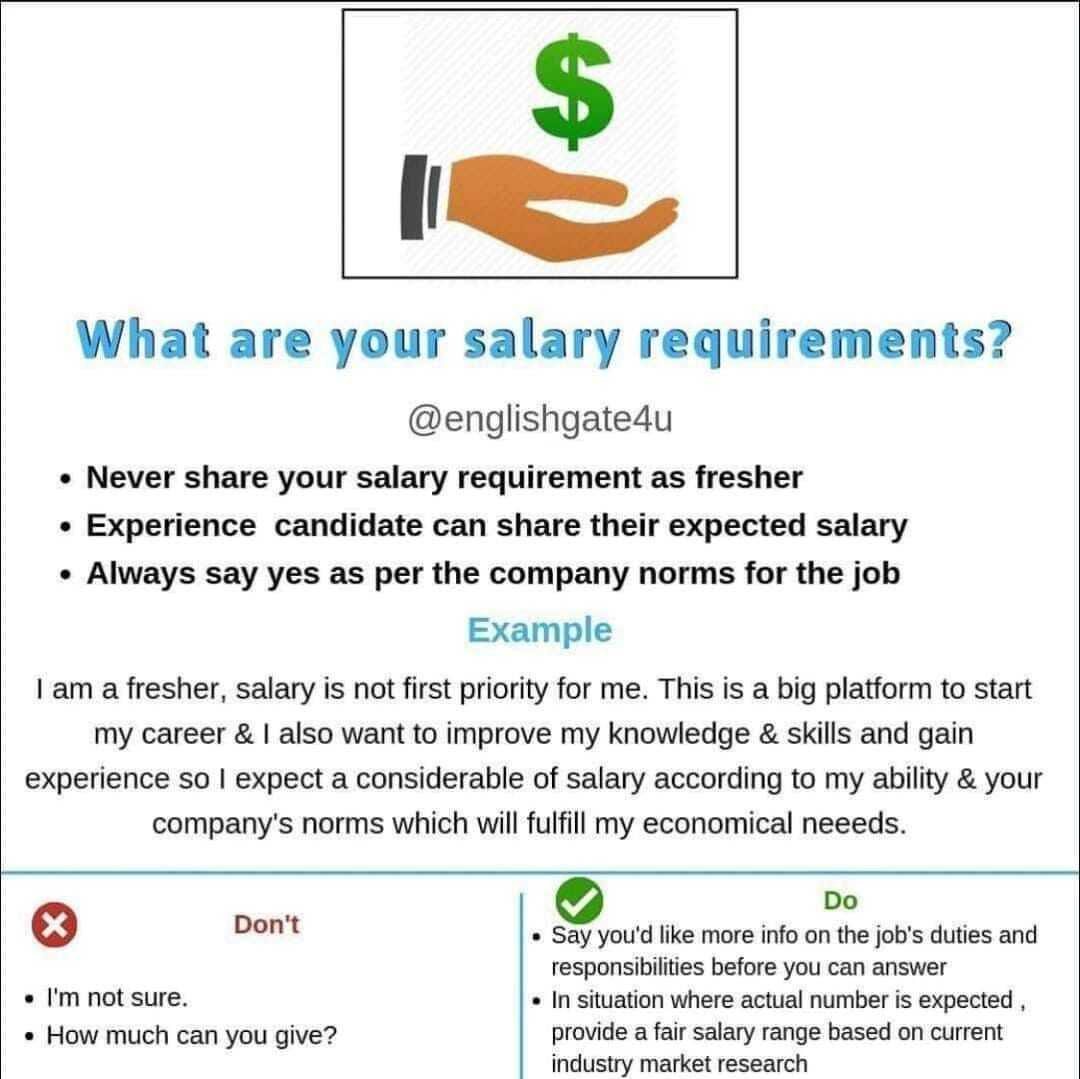 $
What are your salary requirements?
@englishgate4u
• Never share your salary requirement as fresher
• Experience candidate can share their expected salary
• Always say yes as per the company norms for the job
Example
I am a fresher, salary is not first priority for me. This is a big platform to start
my career & I also want to improve my knowledge & skills and gain
experience so I expect a considerable of salary according to my ability & your
company's norms which will fulfill my economical neeeds.
Don't
• I'm not sure.
• How much can you give?
Do
• Say you'd like more info on the job's duties and
responsibilities before you can answer
• In situation where actual number is expected ,
provide a fair salary range based on current
industry market research